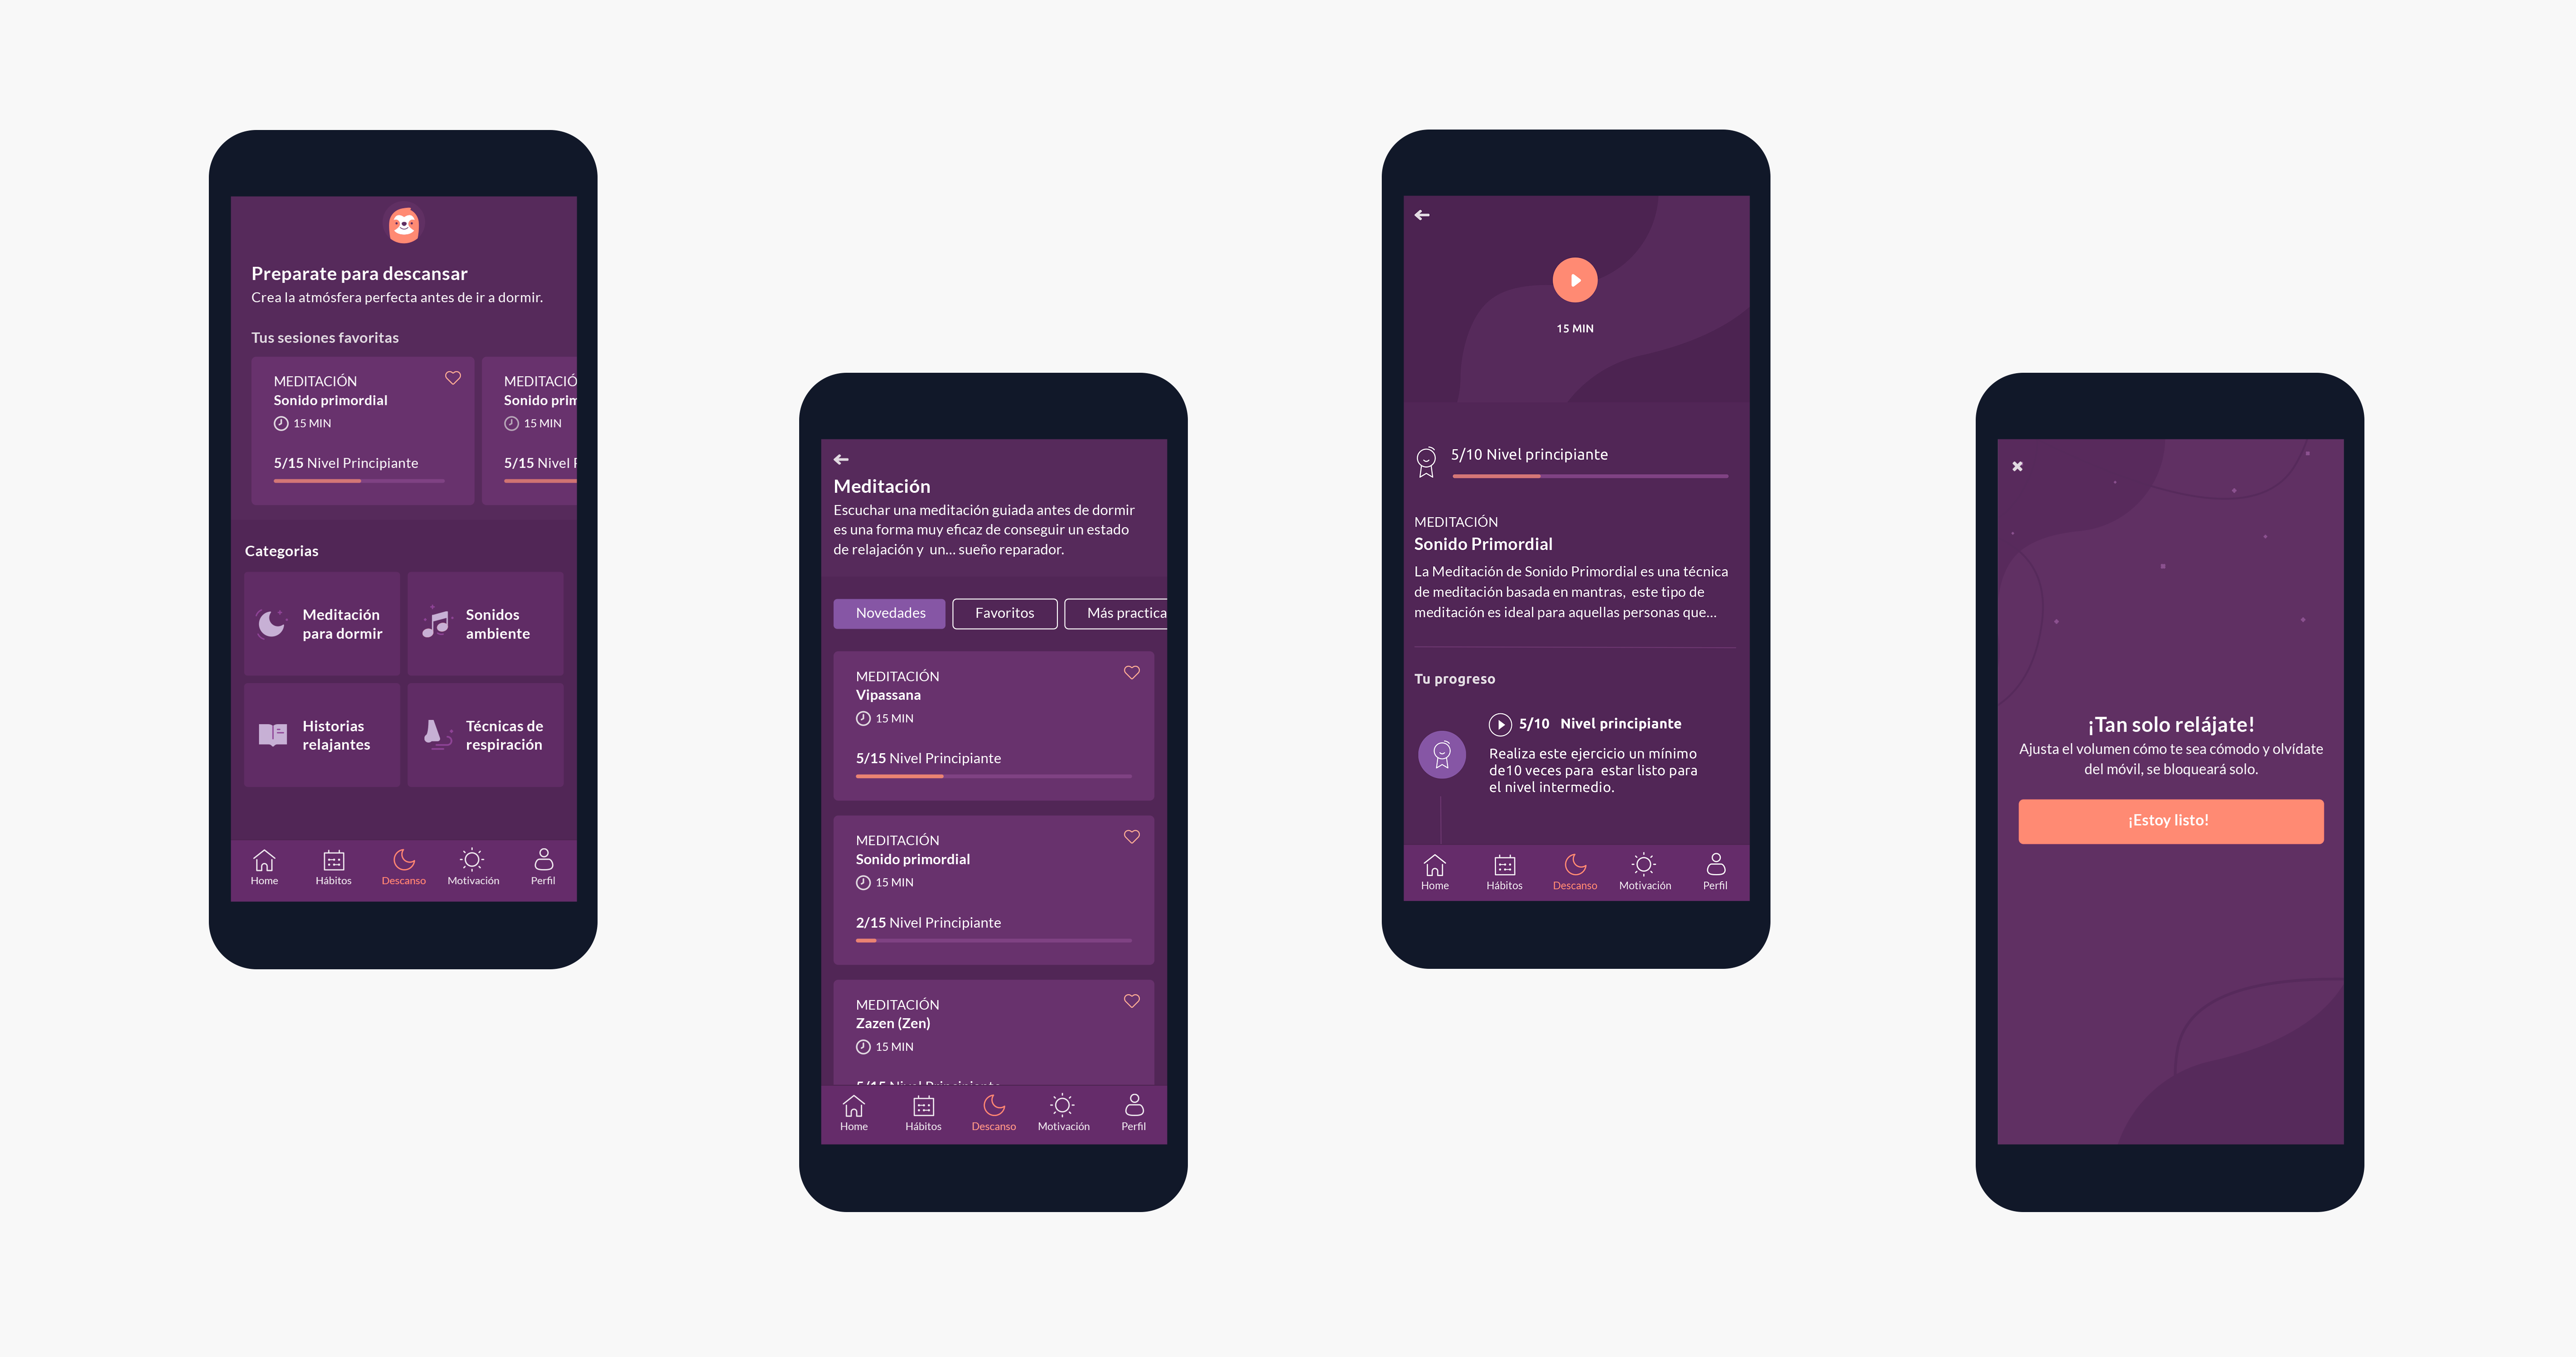 Preparate para descansar
Crea la atmósfera perfecta antes de ir a dormir.
Tus sesiones favoritas
MEDITACIÓN
Sonido primordial
15 MIN
5/15 Nivel Principiante
MEDITACIÓ
Sonido prim
15 MIN
5/15 Nivel P
Categorias
Meditación
para dormir
Sonidos
ambiente
Historias
relajantes
Técnicas de
respiración
Home
Hábitos
Descanso
Motivación
Perfil
Meditación
Escuchar una meditación guiada antes de dormir
es una forma muy eficaz de conseguir un estado
de relajación y  un... sueño reparador.
Novedades
Favoritos
Más practica
MEDITACIÓN
Vipassana
15 MIN
5/15 Nivel Principiante
MEDITACIÓN
Sonido primordial
15 MIN
2/15 Nivel Principiante
MEDITACIÓN
Zazen (Zen)
15 MIN
5/15 Nivel Principiante
Home
Hábitos
Descanso
Motivación
Perfil
15 MIN
5/10 Nivel principiante
MEDITACIÓN
Sonido Primordial
La Meditación de Sonido Primordial es una técnica
de meditación basada en mantras,  este tipo de
meditación es ideal para aquellas personas que...
Tu progreso
5/10   Nivel principiante
Realiza este ejercicio un mínimo
de10 veces para  estar listo para
el nivel intermedio.
Home
Hábitos
Descanso
Motivación
Perfil
¡Tan solo relájate!
Ajusta el volumen cómo te sea cómodo y olvídate
del móvil, se bloqueará solo.
¡Estoy listo!